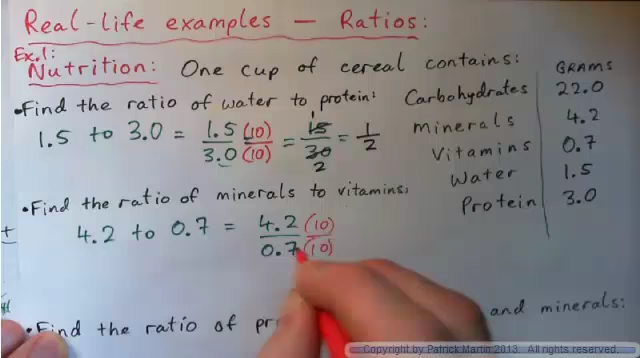 Real-life examples — Ratios:
Ex.1:
Nutrition: One cup of cereal contains:
GRAMS
• Find the ratio of water to protein:
1.5 to 3.0 = 1.5(10)/3.0(10) = 15/30 = 1/2
1
2
Carbohydrates 22.0
minerals 4.2
Vitamins 0.7
Water 1.5
Protein 3.0
• Find the ratio of minerals to vitamins:
4.2 to 0.7 = 4.2(10)/0.7(10)
• Find the ratio of pr
and minerals:
Copyright by Patrick Martin 2013. All rights reserved.